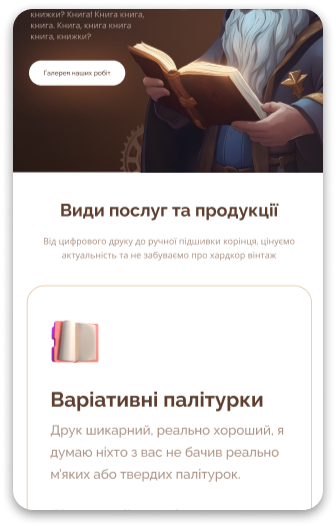 книжки? Книга! Книга книга,
книга. Книга, книга книга
книга, книжки?
Галерея наших робіт
Види послуг та продукції
Від цифрового друку до ручної підшивки корінця, цінуємо
актуальність та не забуваємо про хардкор вінтаж
Варіативні палітурки
Друк шикарний, реально хороший, я
думаю ніхто з вас не бачив реально
м'яких або твердих палітурок.